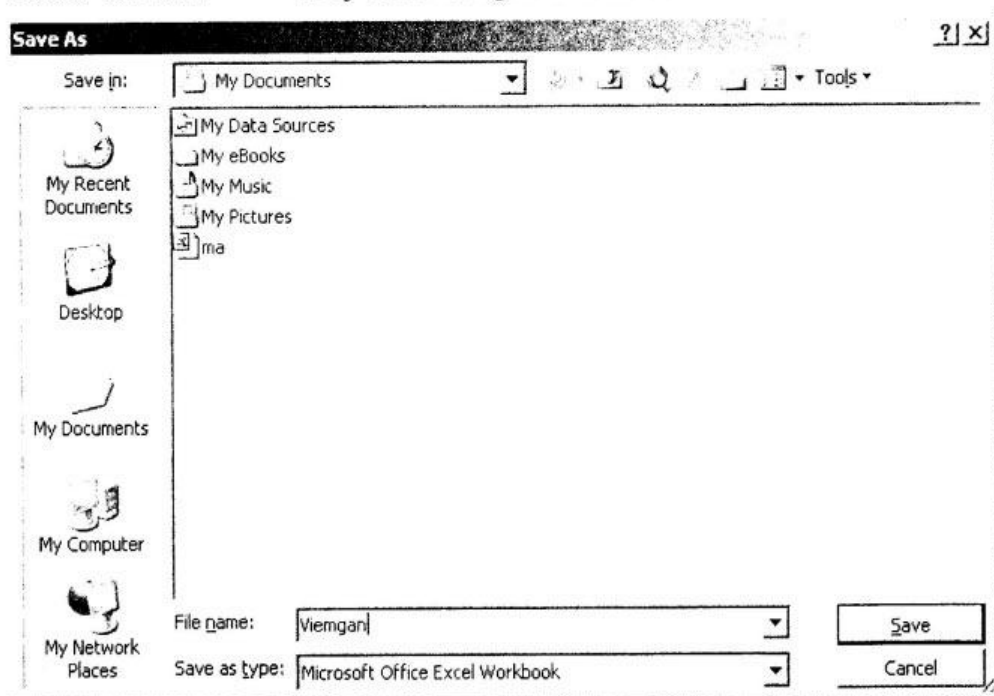 Save As
Save in:
My Documents
Tools
My Data Sources
My eBooks
My Music
My Pictures
ma
My Recent
Documents
Desktop
My Documents
My Computer
My Network
Places
File name:
Viemgan
Save
Save as type:
Microsoft Office Excel Workbook
Cancel